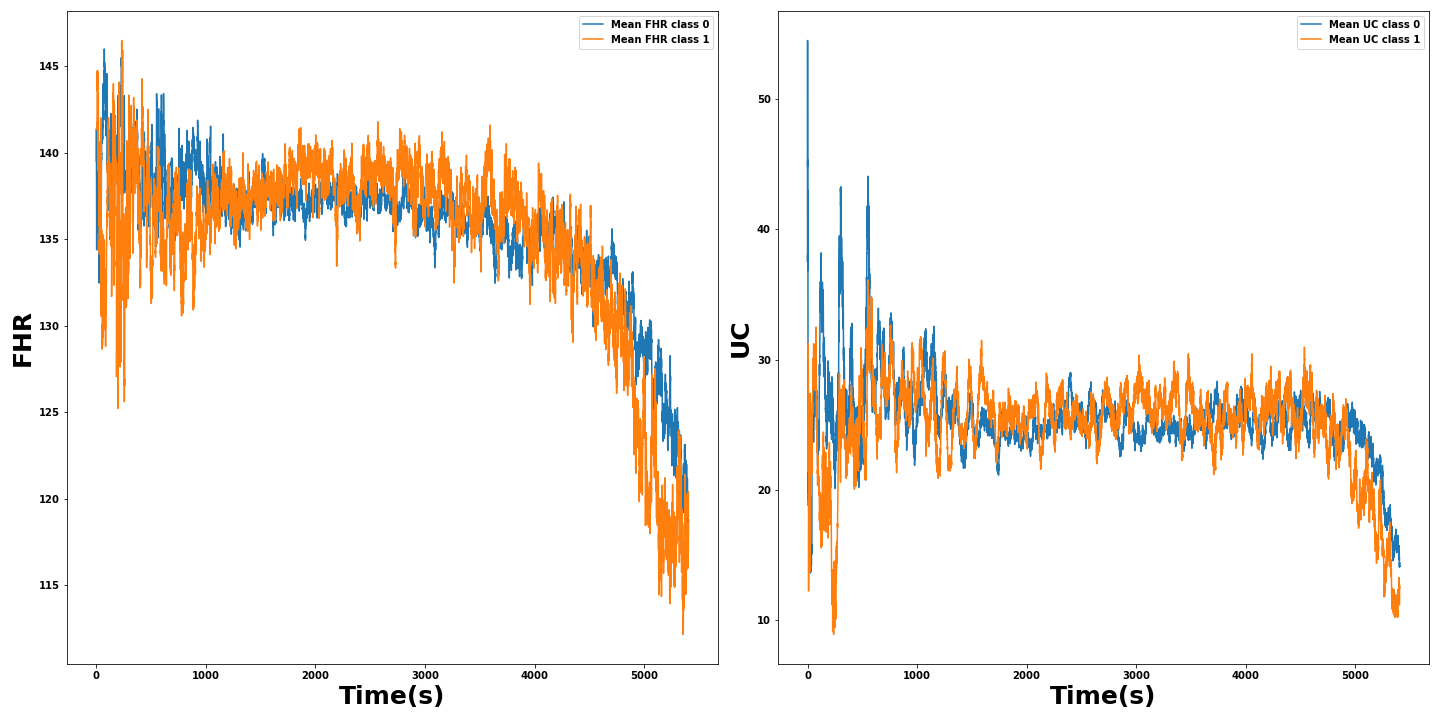 Mean FHR class 0
Mean FHR class 1
145
140
135
130
125
120
115
FHR
0 1000 2000 3000 4000 5000
Time(s)
Mean UC class 0
Mean UC class 1
50
40
30
20
10
UC
0 1000 2000 3000 4000 5000
Time(s)